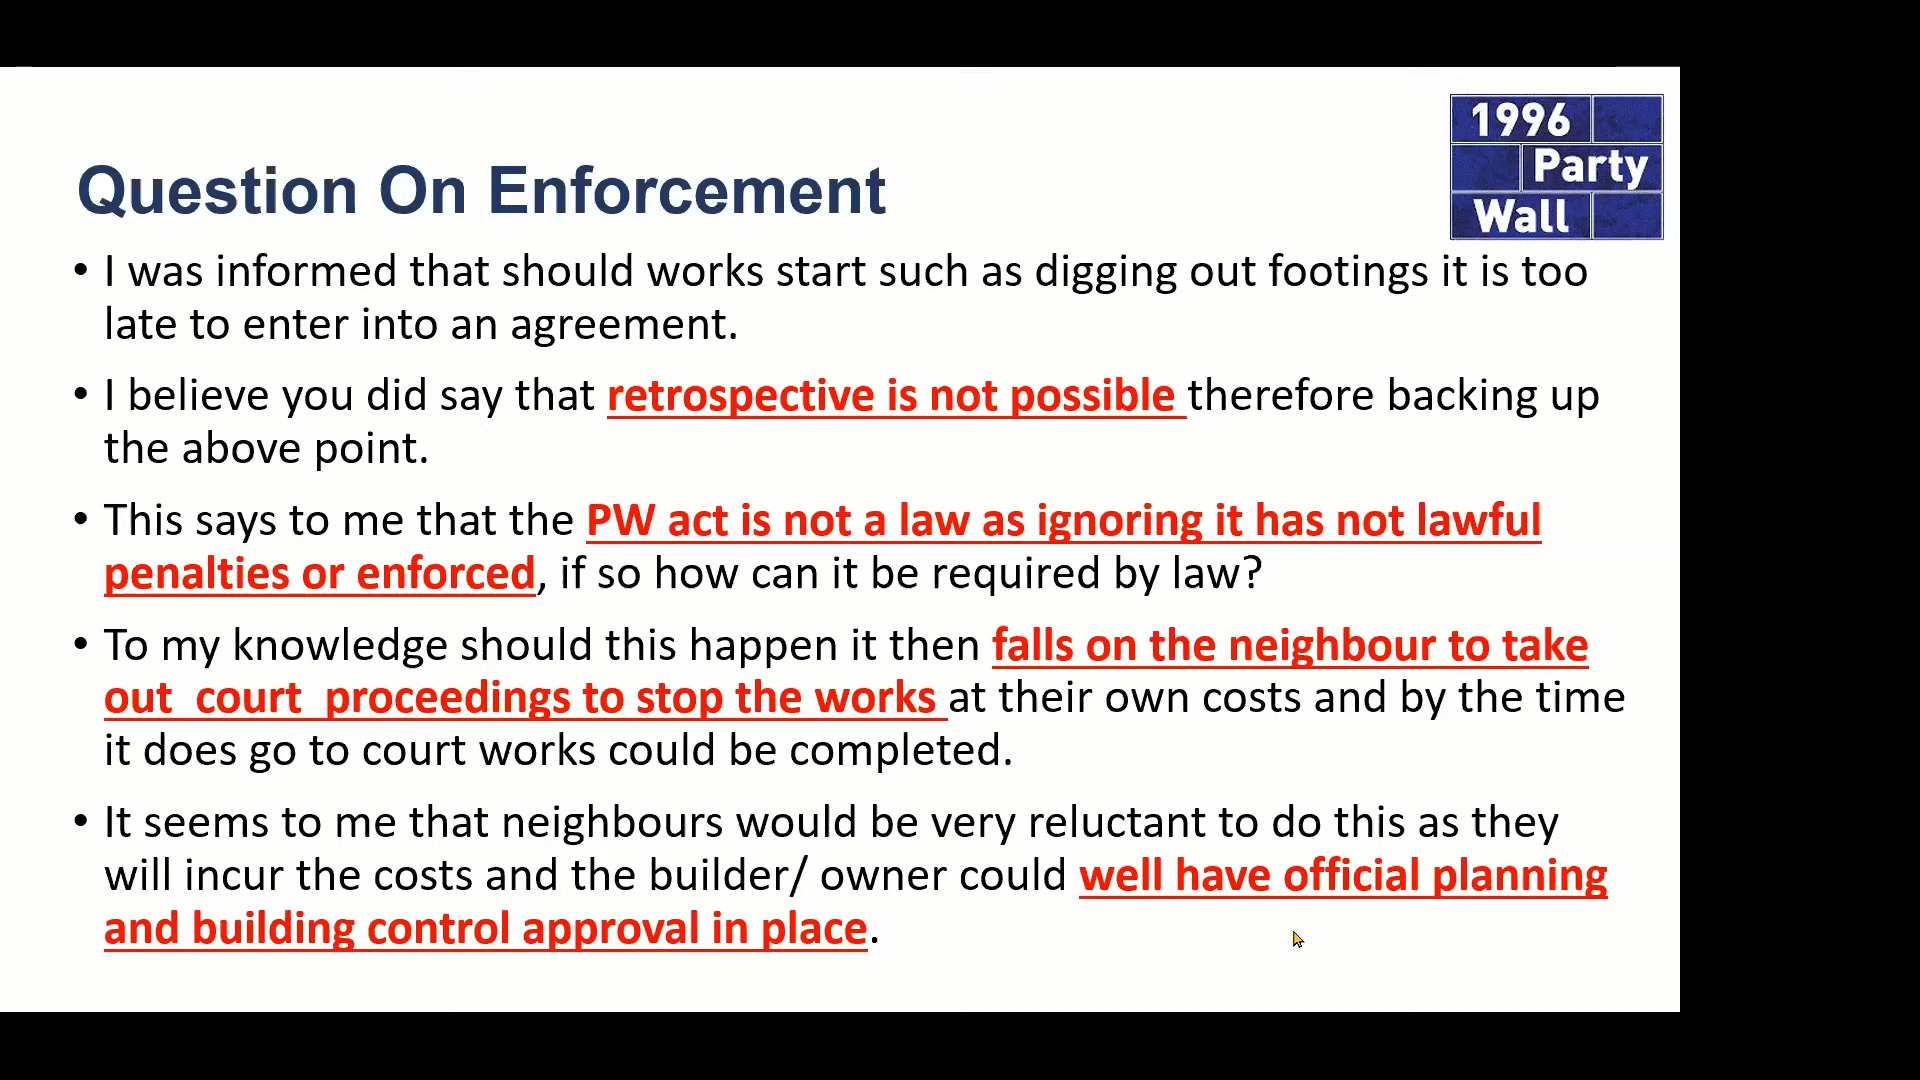 1996
Party
Wall
Question On Enforcement
• I was informed that should works start such as digging out footings it is too
late to enter into an agreement.
• I believe you did say that retrospective is not possible therefore backing up
the above point.
• This says to me that the PW act is not a law as ignoring it has not lawful
penalties or enforced, if so how can it be required by law?
• To my knowledge should this happen it then falls on the neighbour to take
out court proceedings to stop the works at their own costs and by the time
it does go to court works could be completed.
• It seems to me that neighbours would be very reluctant to do this as they
will incur the costs and the builder/ owner could well have official planning
and building control approval in place.